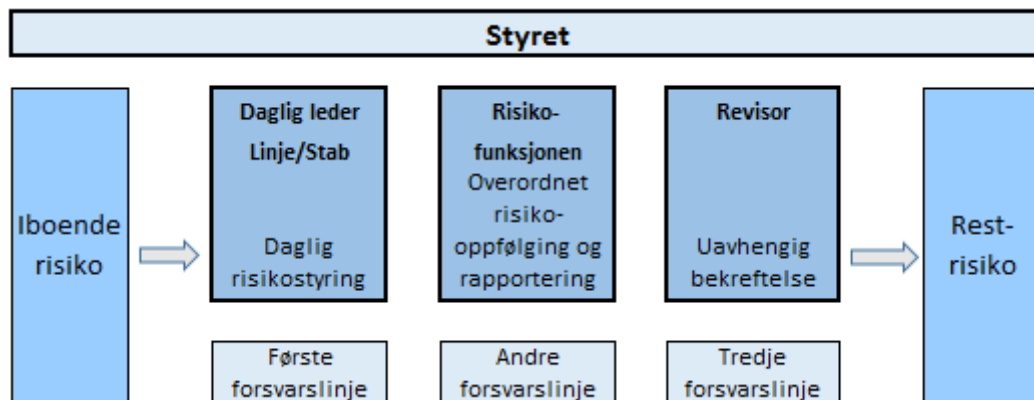 Styret
Iboende
risiko
Daglig leder
Linje/Stab
Daglig
risikostyring
Risiko-
funksjonen
Overordnet
risiko-
oppfølging og
rapportering
Revisor
Uavhengig
bekreftelse
Rest-
risiko
Første
forsvarslinje
Andre
forsvarslinje
Tredje
forsvarslinje